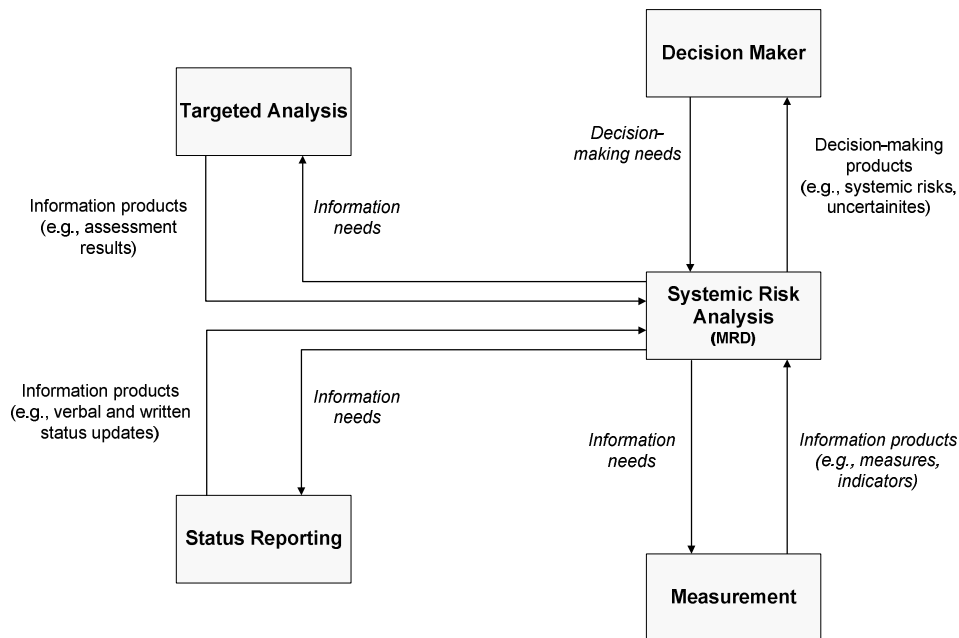 Decision Maker
Targeted Analysis
Decision-
making needs
Decision-making
products
(e.g., systemic risks,
uncertainites)
Information products
(e.g., assessment
results)
Information
needs
Systemic Risk
Analysis
(MRD)
Information products
(e.g., verbal and written
status updates)
Information
needs
Information
needs
Information products
(e.g., measures,
indicators)
Status Reporting
Measurement